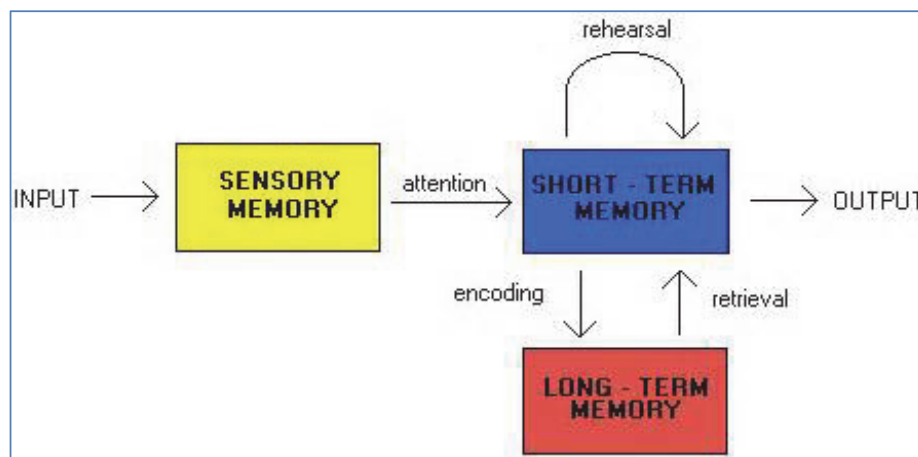 rehearsal
INPUT
SENSORY
MEMORY
attention
SHORT - TERM
MEMORY
OUTPUT
encoding
retrieval
LONG - TERM
MEMORY